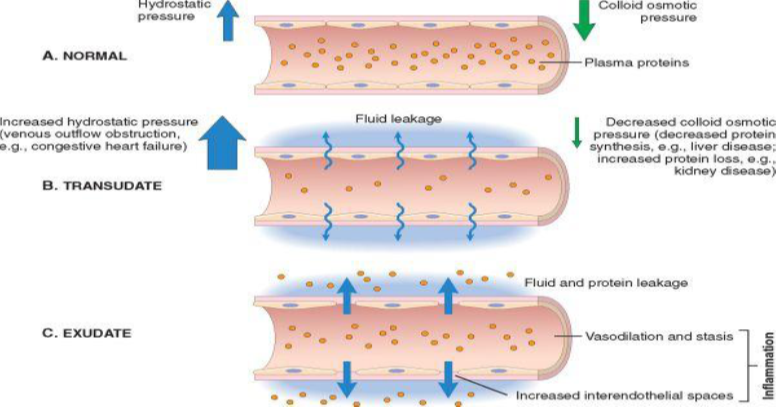 Hydrostatic
pressure
Colloid osmotic
pressure
A. NORMAL
Plasma proteins
Increased hydrostatic pressure
(venous outflow obstruction,
e.g., congestive heart failure)
Fluid leakage
Decreased colloid osmotic
pressure (decreased protein
synthesis, e.g., liver disease;
increased protein loss, e.g.,
kidney disease)
B. TRANSUDATE
Fluid and protein leakage
C. EXUDATE
Vasodilation and stasis
Increased interendothelial spaces
Inflammation